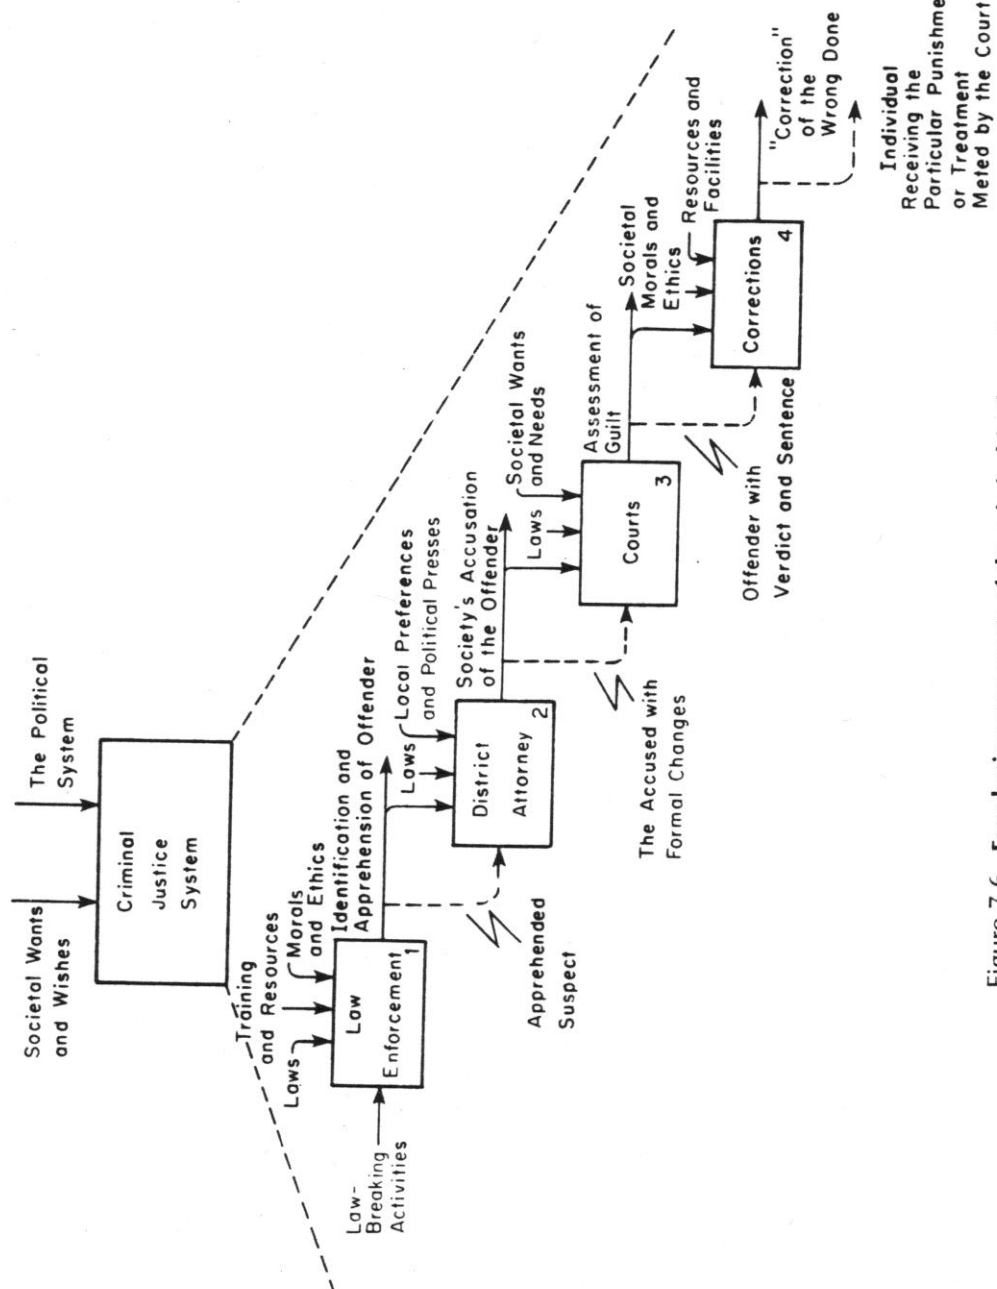 Societal Wants
and Wishes
The Political
System
Criminal
Justice
System
Training
and Resources
Laws
Morals
and Ethics
Law-
Breaking
Activities
Law
Enforcement
1
Identification and
Apprehension of Offender
Apprehended
Suspect
Laws
Local Preferences
and Political Presses
District
Attorney
2
Society's Accusation
of the Offender
The Accused with
Formal Changes
Laws
Societal Wants
and Needs
Courts
3
Assessment of
Guilt
Offender with
Verdict and Sentence
Societal
Morals and
Ethics
Resources and
Facilities
Corrections
4
"Correction"
of the
Wrong Done
Individual
Receiving the
Particular Punishme
or Treatment
Meted by the Court
Figure 7.6